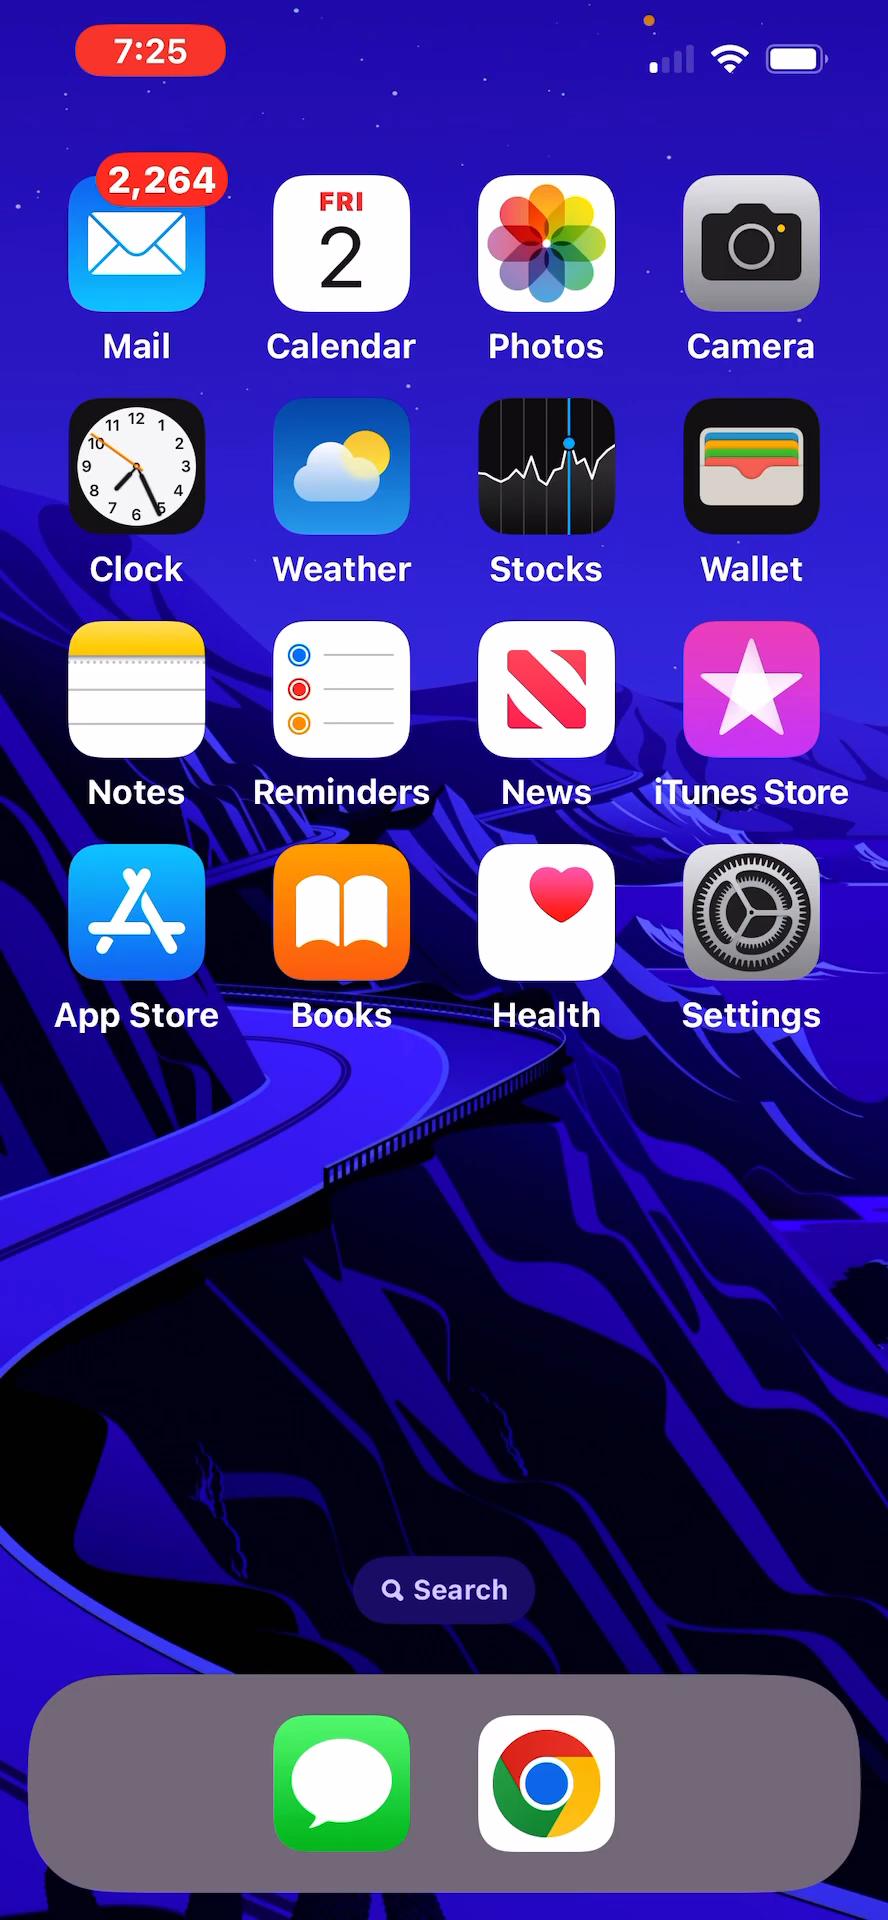 7:25
2,264
FRI
2
Mail
Calendar
Photos
Camera
12
11
1
10
2
9
3
8
4
7
5
6
Clock
Weather
Stocks
Wallet
Notes
Reminders
News
iTunes Store
App Store
Books
Health
Settings
Search